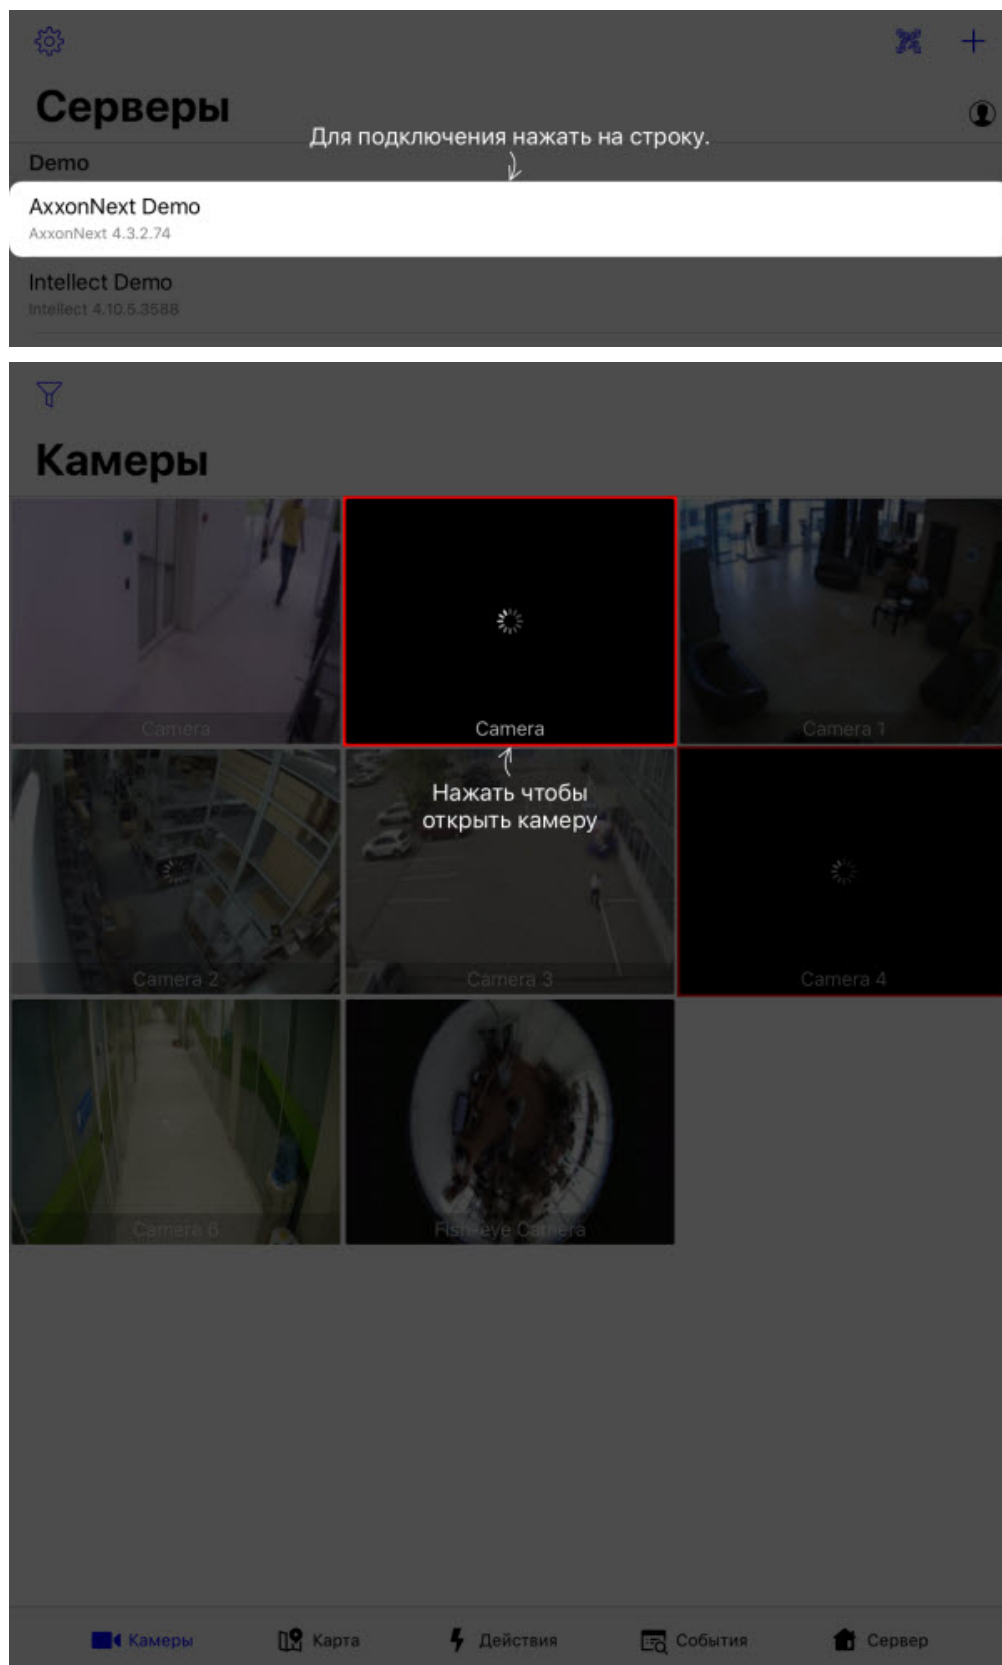 Серверы
Для подключения нажать на строку.
Demo
AxxonNext Demo
AxxonNext 4.3.2.74
Intellect Demo
Intellect 4.10.5.3588
Камеры
Camera
Camera
Camera 1
Нажать чтобы
открыть камеру
Camera 2
Camera 3
Camera 4
Camera 6
Fish-eye Camera
Камеры
Карта
Действия
События
Сервер